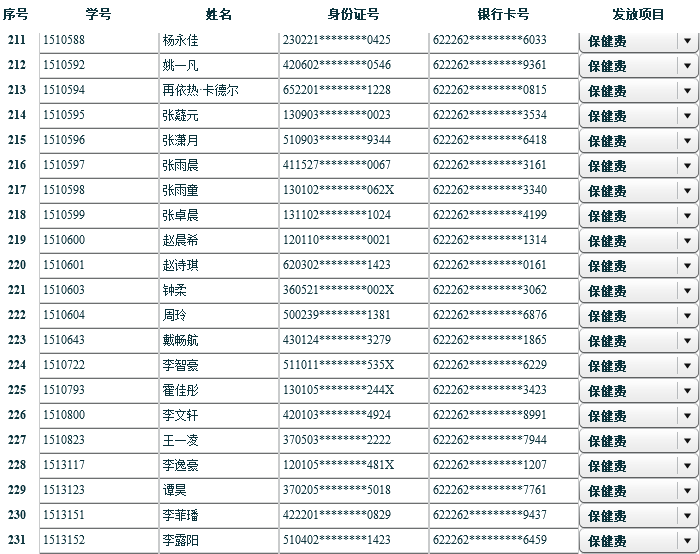 序号 学号 姓名 身份证号 银行卡号 发放项目
211 1510588 杨永佳 230221********0425 622262*********6033 保健费
212 1510592 姚一凡 420602********0546 622262*********9361 保健费
213 1510594 再依热·卡德尔 652201********1228 622262*********0815 保健费
214 1510595 张蕴元 130903********0023 622262*********3534 保健费
215 1510596 张潇月 510903********9344 622262*********6418 保健费
216 1510597 张雨晨 411527********0067 622262*********3161 保健费
217 1510598 张雨童 130102********062X 622262*********3340 保健费
218 1510599 张卓晨 131102********1024 622262*********4199 保健费
219 1510600 赵晨希 120110********0021 622262*********1314 保健费
220 1510601 赵诗琪 620302********1423 622262*********0161 保健费
221 1510603 钟柔 360521********002X 622262*********3062 保健费
222 1510604 周玲 500239********1381 622262*********6876 保健费
223 1510643 戴畅航 430124********3279 622262*********1865 保健费
224 1510722 李智豪 511011********535X 622262*********6229 保健费
225 1510793 霍佳彤 130105********244X 622262*********3423 保健费
226 1510800 李文轩 420103********4924 622262*********8991 保健费
227 1510823 王一凌 370503********2222 622262*********7944 保健费
228 1513117 李逸豪 120105********481X 622262*********1207 保健费
229 1513123 谭昊 370205********5018 622262*********7761 保健费
230 1513151 李菲璠 422201********0829 622262*********9437 保健费
231 1513152 李露阳 510402********1423 622262*********6459 保健费